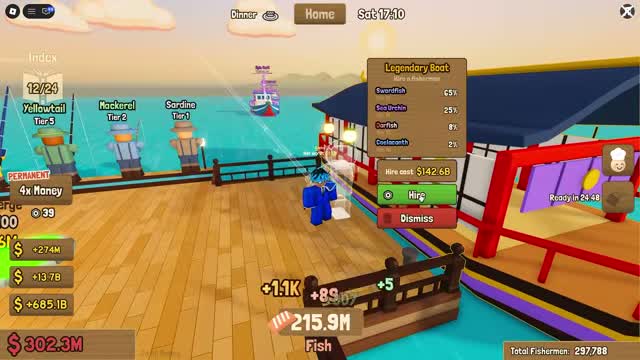 Dinner
Home
Sat 17:10
Index
12/24
Yellowtail
Tier 5
Mackerel
Tier 2
Sardine
Tier 1
Legendary Boat
Hire a fisherman
Swordfish 65%
Sea Urchin 25%
Oarfish 8%
Coelacanth 2%
Hire cost $142.6B
Hire
Dismiss
Ready in 24:48
PERMANENT
4x Money
39
$ +274M
$ +13.7B
$ +685.1B
$ 302.3M
+1.1K
+89
+5
215.9M
Fish
Total Fishermen: 297,788